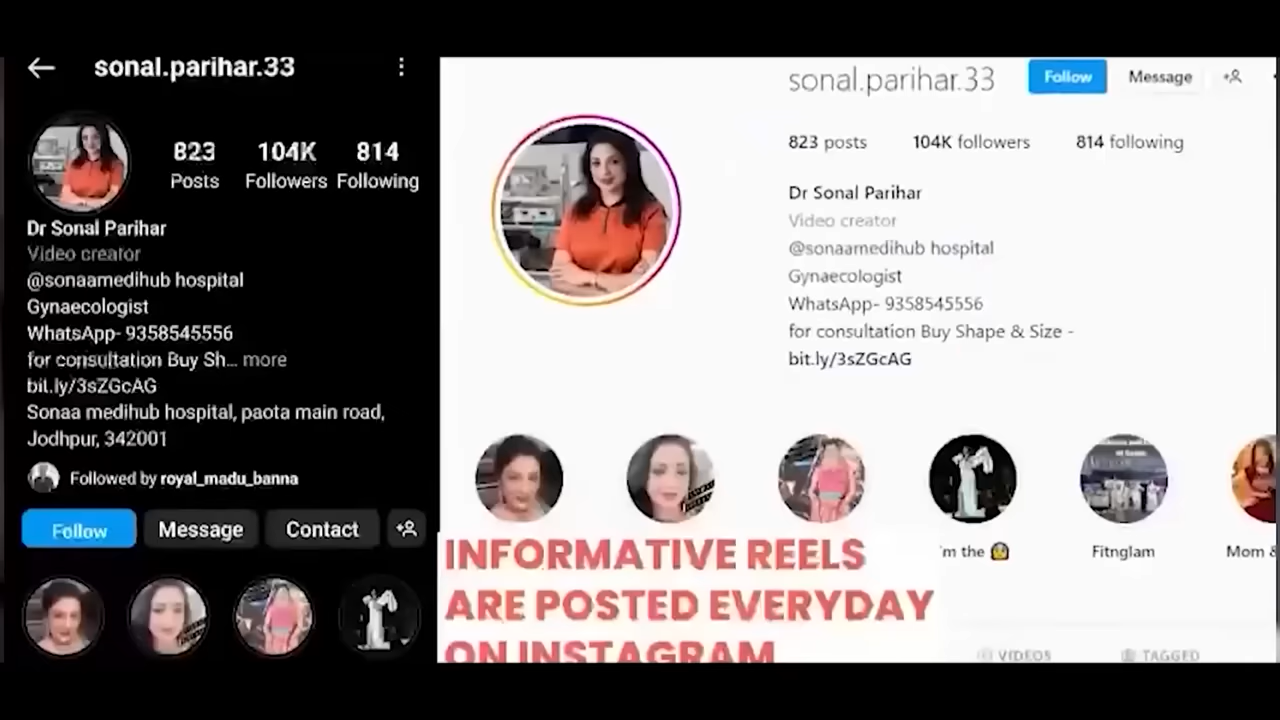 sonal.parihar.33
823 104K 814
Posts Followers Following
Dr Sonal Parihar
Video creator
@sonaamedihub hospital
Gynaecologist
WhatsApp- 9358545556
for consultation Buy Sh... more
bit.ly/3sZGcAG
Sonaa medihub hospital, paota main road,
Jodhpur, 342001
Followed by royal_madu_banna
Follow Message Contact
sonal.parihar.33 Follow Message
823 posts 104K followers 814 following
Dr Sonal Parihar
Video creator
@sonaamedihub hospital
Gynaecologist
WhatsApp- 9358545556
for consultation Buy Shape & Size -
bit.ly/3sZGcAG
'm the 😨 Fitnglam Mom &
INFORMATIVE REELS
ARE POSTED EVERYDAY
ON INSTAGRAM
VIDEOS TAGGED